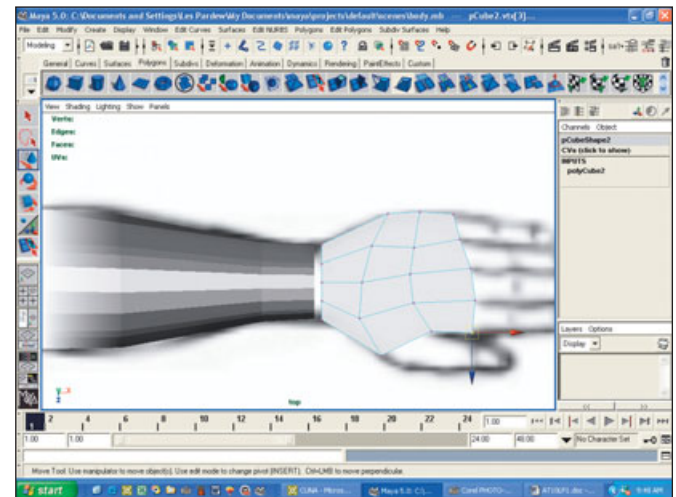 Maya 5.0: C:\Documents and Settings\Les Pardew\My Documents\maya\projects\default\scenes\body.mb --- pCube2.vtx[3]...
File Edit Modify Create Display Window Edit Curves Surfaces Edit NURBS Polygons Edit Polygons Subdiv Surfaces Help
Modeling
General Curves Surfaces Polygons Subdivs Deformation Animation Dynamics Rendering PaintEffects Custom
View Shading Lighting Show Panels
Verts:
Edges:
Faces:
UVs:
Channels Object
pCubeShape2
CVs (click to show)
INPUTS
polyCube2
Layers Options
Display
top
2 4 6 8 10 12 14 16 18 20 22 24 1.00
1.00 1.00 24.00 48.00 No Character Set
Move Tool: Use manipulator to move object(s). Use edit mode to change pivot (INSERT). Ctrl+LMB to move perpendicular.
start Maya 5.0: C:\... Corel PHOTO-... 9:48 AM